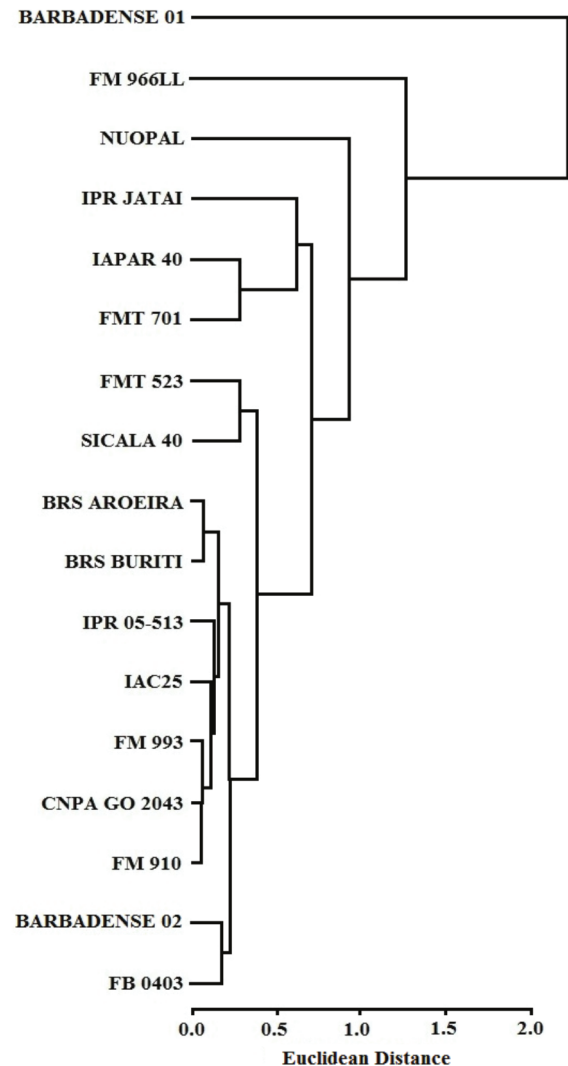 BARBADENSE 01
FM 966LL
NUOPAL
IPR JATAI
IAPAR 40
FMT 701
FMT 523
SICALA 40
BRS AROEIRA
BRS BURITI
IPR 05-513
IAC25
FM 993
CNPA GO 2043
FM 910
BARBADENSE 02
FB 0403
0.0 0.5 1.0 1.5 2.0
Euclidean Distance